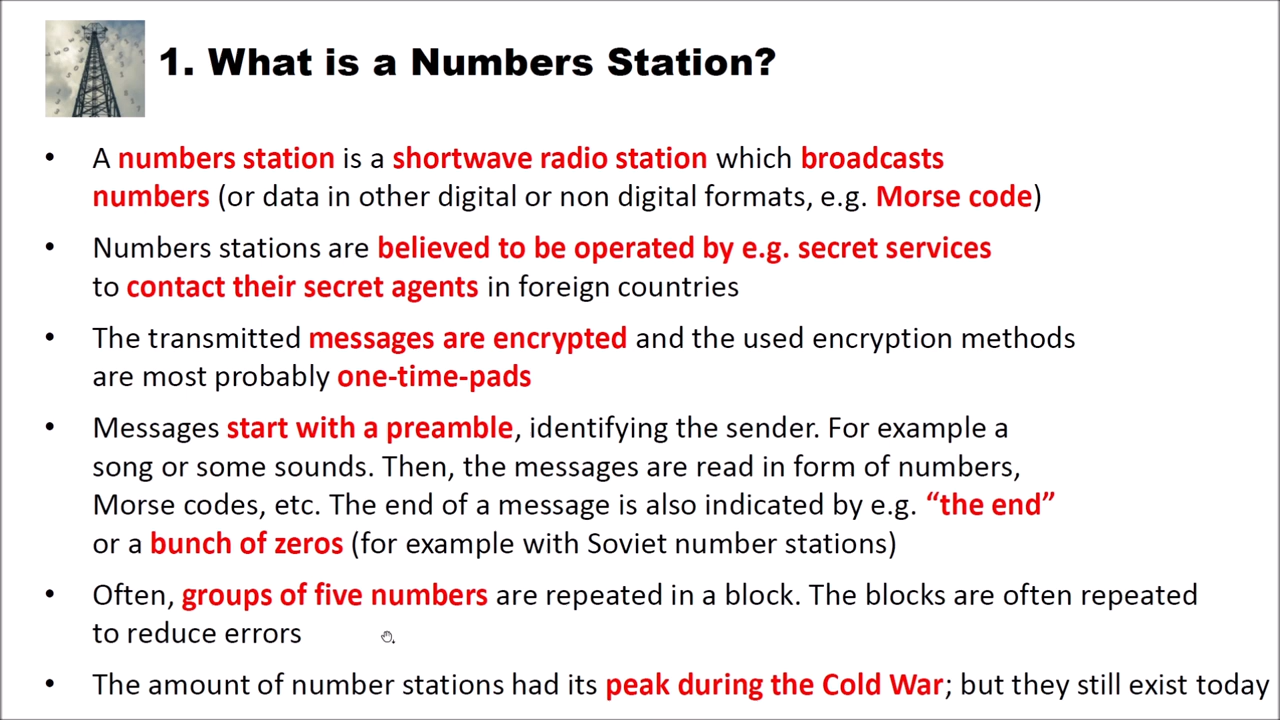 1. What is a Numbers Station?
• A numbers station is a shortwave radio station which broadcasts
numbers (or data in other digital or non digital formats, e.g. Morse code)
• Numbers stations are believed to be operated by e.g. secret services
to contact their secret agents in foreign countries
• The transmitted messages are encrypted and the used encryption methods
are most probably one-time-pads
• Messages start with a preamble, identifying the sender. For example a
song or some sounds. Then, the messages are read in form of numbers,
Morse codes, etc. The end of a message is also indicated by e.g. “the end”
or a bunch of zeros (for example with Soviet number stations)
• Often, groups of five numbers are repeated in a block. The blocks are often repeated
to reduce errors
• The amount of number stations had its peak during the Cold War; but they still exist today